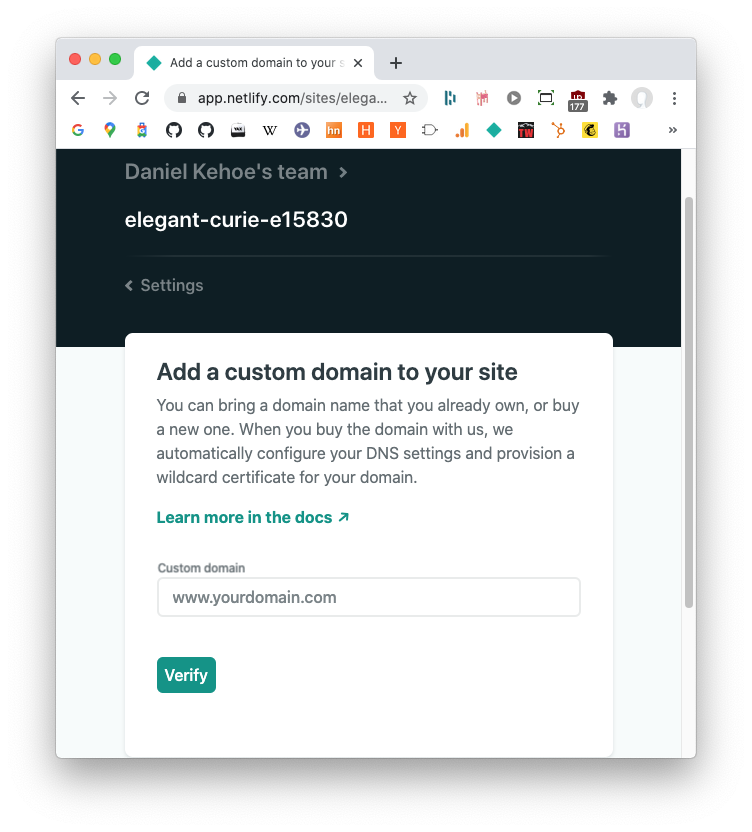 Add a custom domain to your s
app.netlify.com/sites/elega...
177
G
YAK
W
hn
H
Y
TW
Daniel Kehoe's team
elegant-curie-e15830
Settings
Add a custom domain to your site
You can bring a domain name that you already own, or buy
a new one. When you buy the domain with us, we
automatically configure your DNS settings and provision a
wildcard certificate for your domain.
Learn more in the docs
Custom domain
www.yourdomain.com
Verify